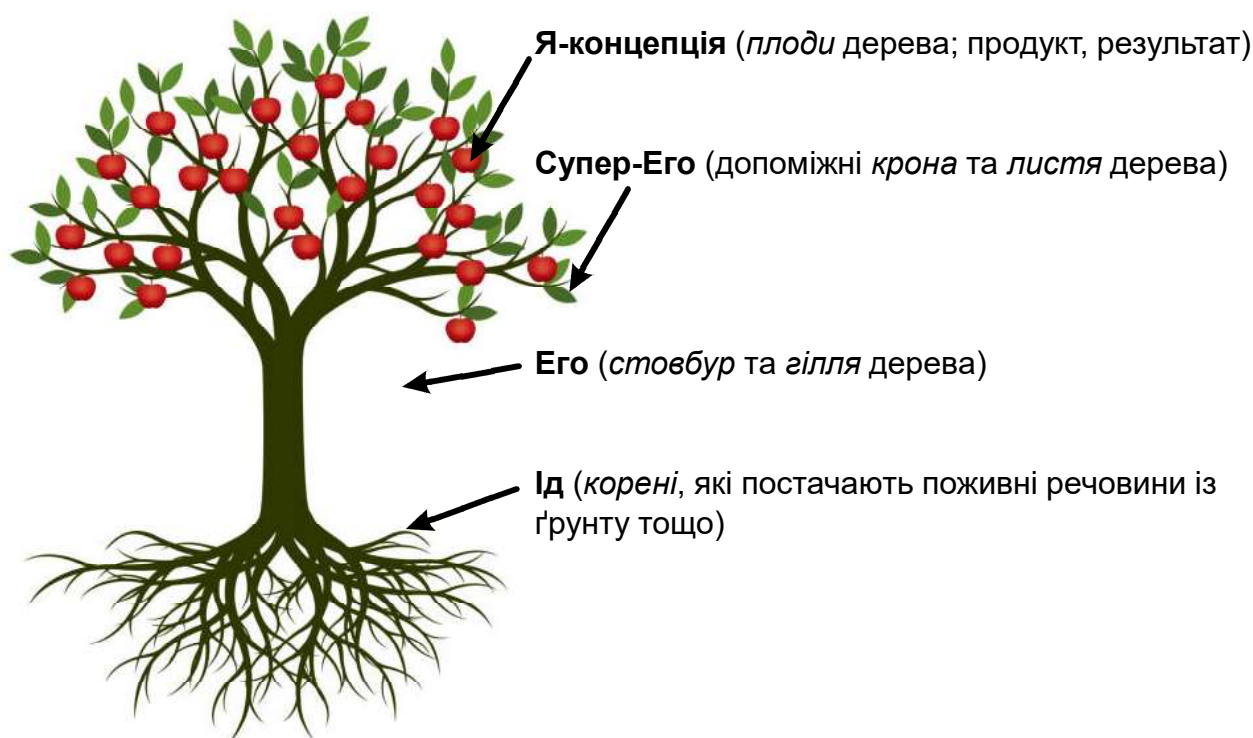 Я-концепція (плоди дерева; продукт, результат)
Супер-Его (допоміжні крона та листя дерева)
Его (стовбур та гілля дерева)
Ід (корені, які постачають поживні речовини із
ґрунту тощо)